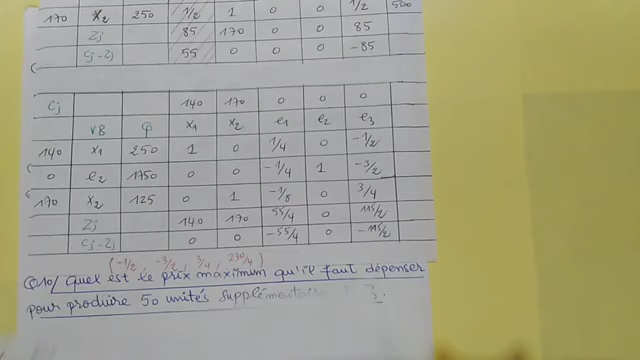 170 x₂ 250 1/2 1 0 0 1/2 500
Zj 85 170 0 0 85
Cj-Zj 55 0 0 0 -85
Cj 140 170 0 0 0
VB Q x₁ x₂ e₁ e₂ e₃
140 x₁ 250 1 0 1/4 0 -1/2
0 e₂ 1750 0 0 -1/4 1 -3/2
170 x₂ 125 0 1 -1/8 0 3/4
Zj 140 170 55/4 0 115/2
Cj-Zj 0 0 -55/4 0 -115/2
(-1/2, -3/2, 3/4, 230/4)
Q10/ Quel est le prix maximum qu'il faut dépenser
pour produire 50 unités supplémentaires ?